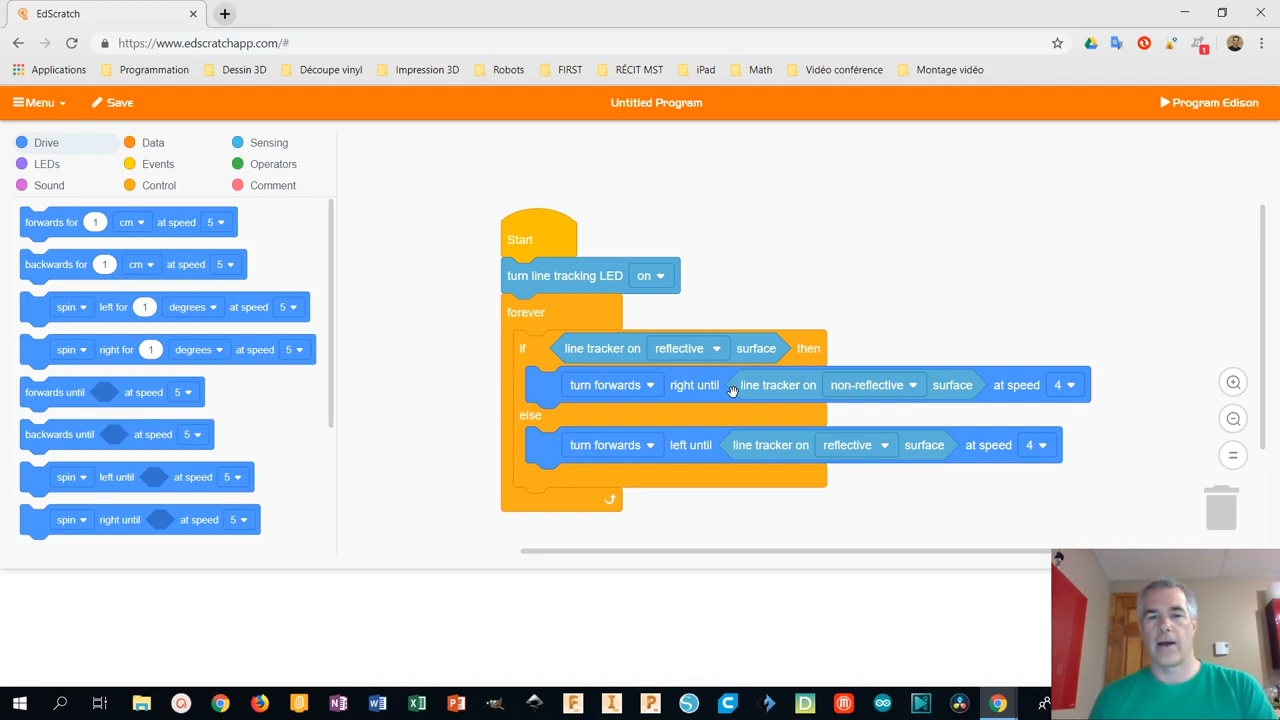 EdScratch
https://www.edscratchapp.com/#
Applications Programmation Dessin 3D Découpe vinyl Impression 3D Robots FIRST RÉCIT MST iPad Math Vidéo conférence Montage vidéo
Menu Save Untitled Program Program Edison
Drive Data Sensing
LEDs Events Operators
Sound Control Comment
forwards for 1 cm at speed 5
backwards for 1 cm at speed 5
spin left for 1 degrees at speed 5
spin right for 1 degrees at speed 5
forwards until at speed 5
backwards until at speed 5
spin left until at speed 5
spin right until at speed 5
Start
turn line tracking LED on
forever
if line tracker on reflective surface then
turn forwards right until line tracker on non-reflective surface at speed 4
else
turn forwards left until line tracker on reflective surface at speed 4